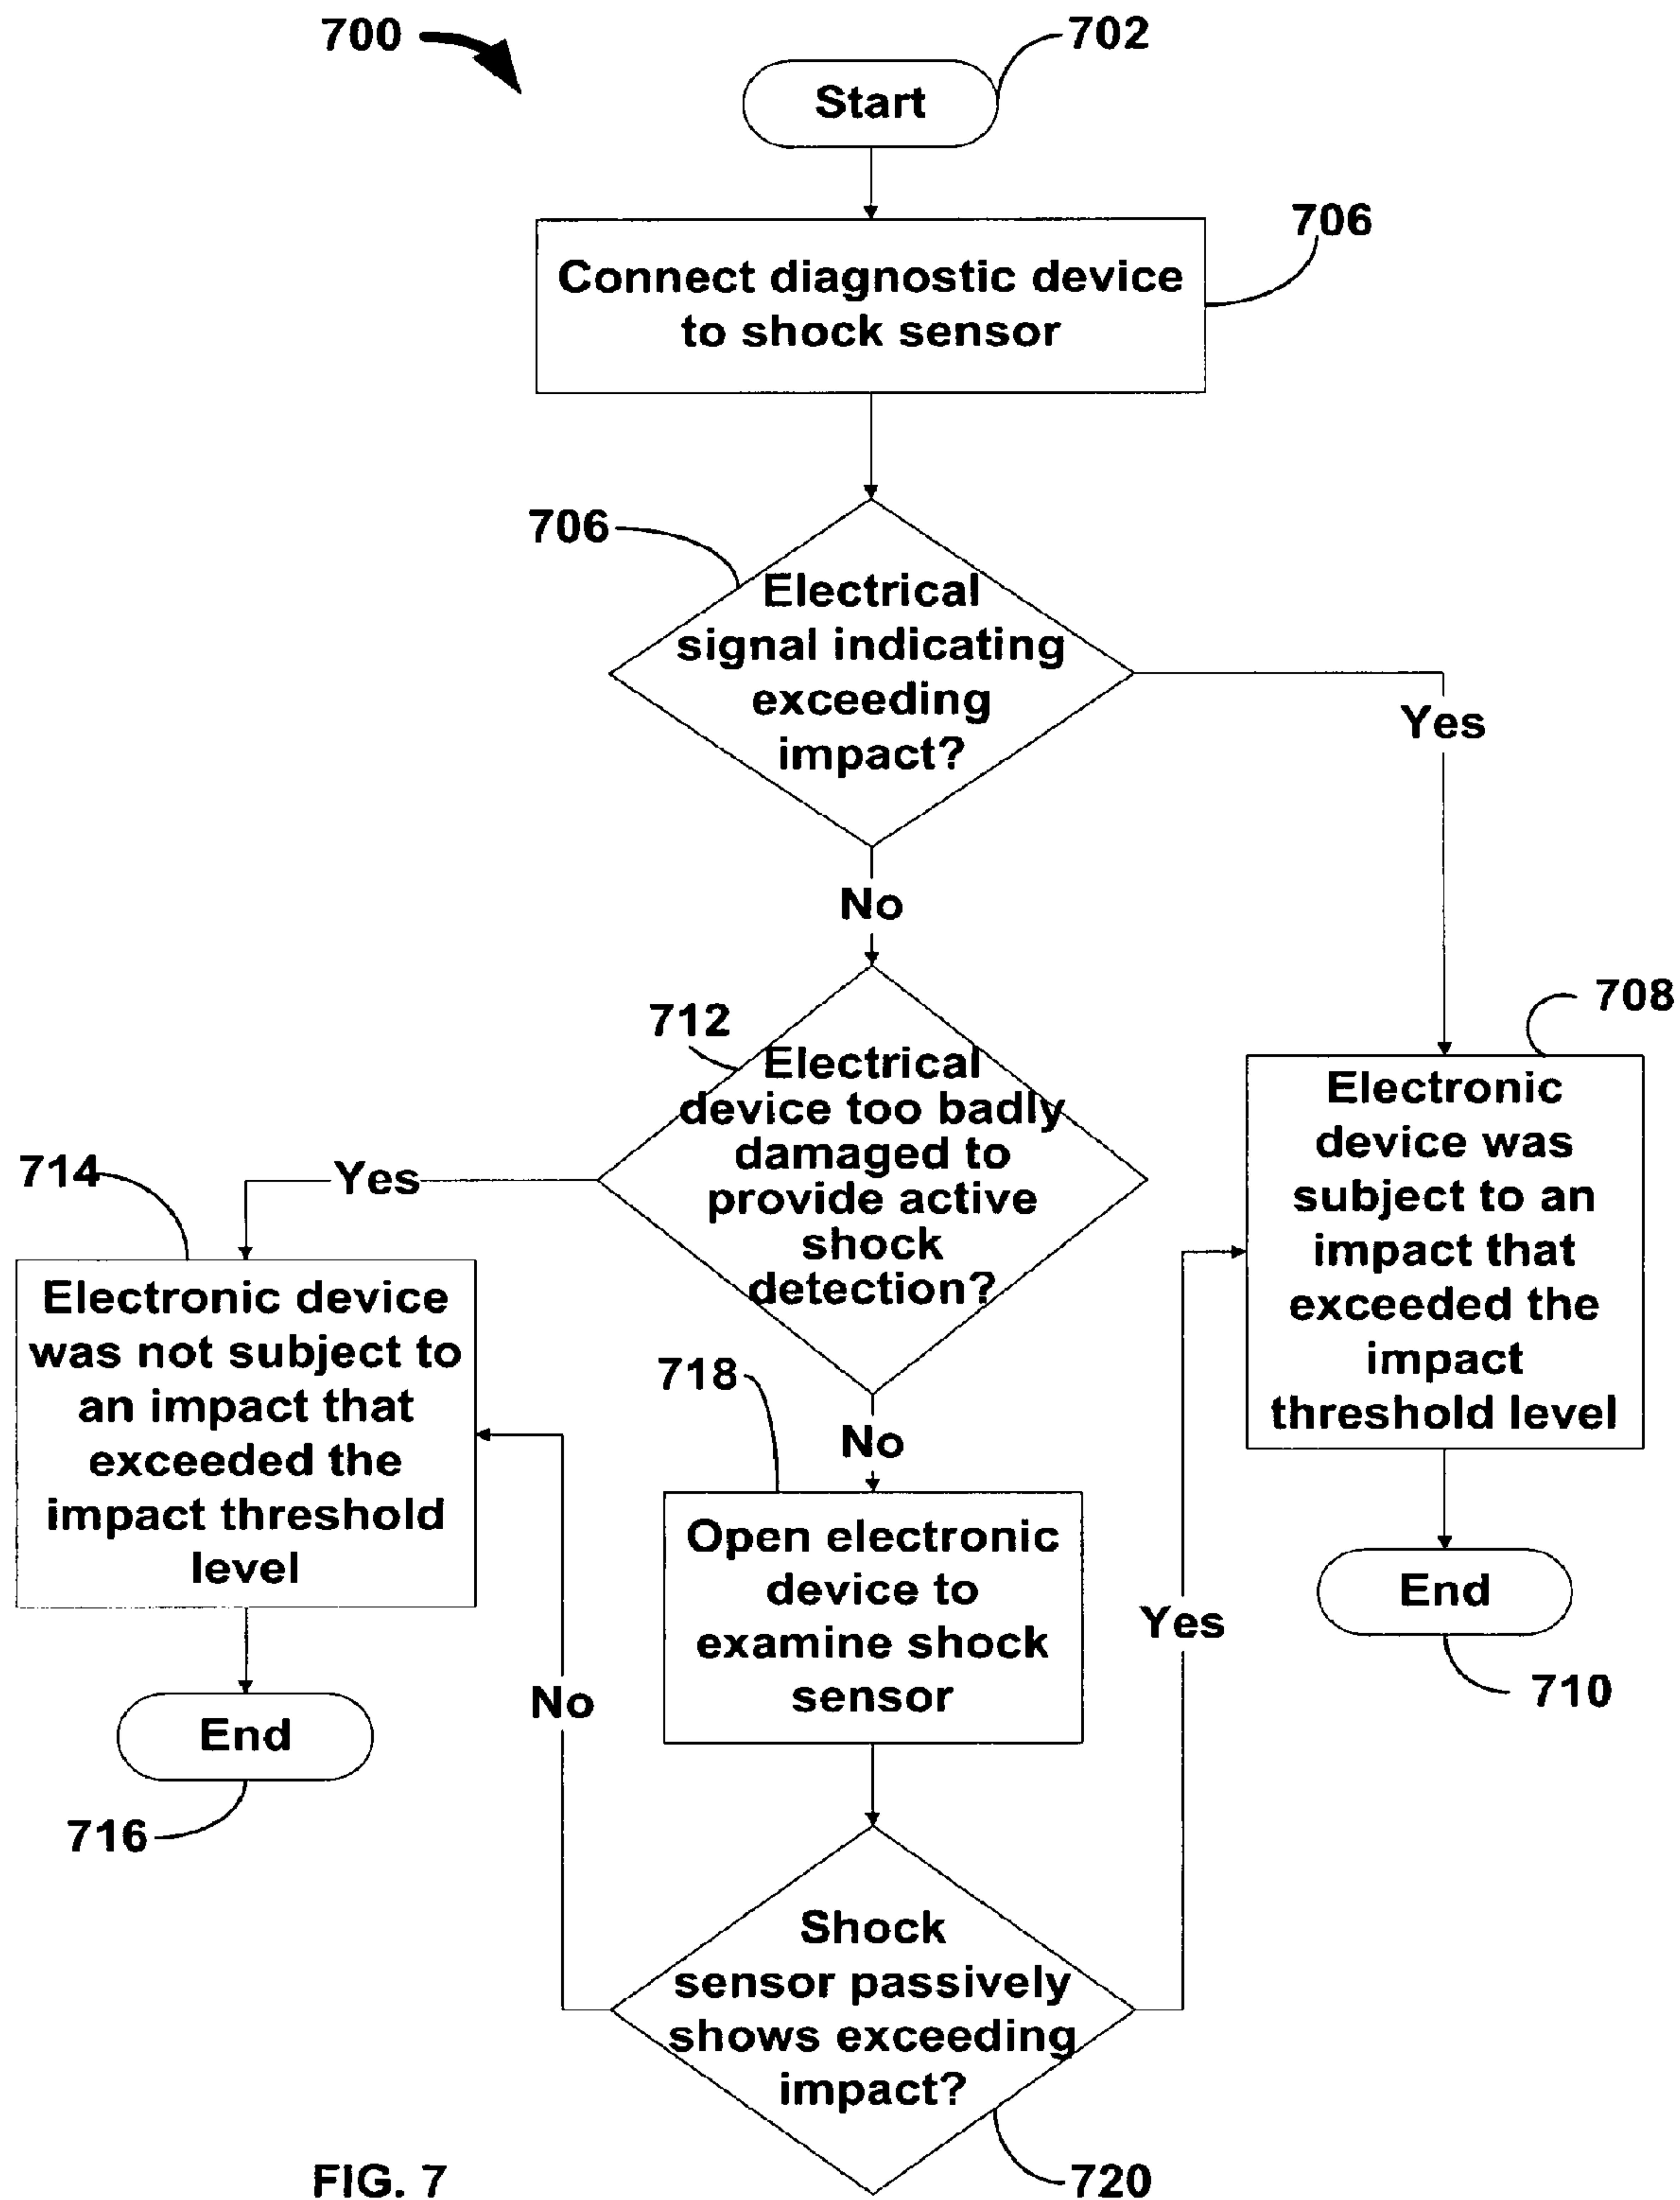 700
702
Start
706
Connect diagnostic device
to shock sensor
706
Electrical
signal indicating
exceeding
impact?
Yes
No
708
712
Electrical
device too badly
damaged to
provide active
shock
detection?
Electronic
device was
subject to an
impact that
exceeded the
impact
threshold level
714
Yes
Electronic device
was not subject to
an impact that
exceeded the
impact threshold
level
718
No
Open electronic
device to
examine shock
sensor
End
710
Yes
No
End
716
Shock
sensor passively
shows exceeding
impact?
720
FIG. 7